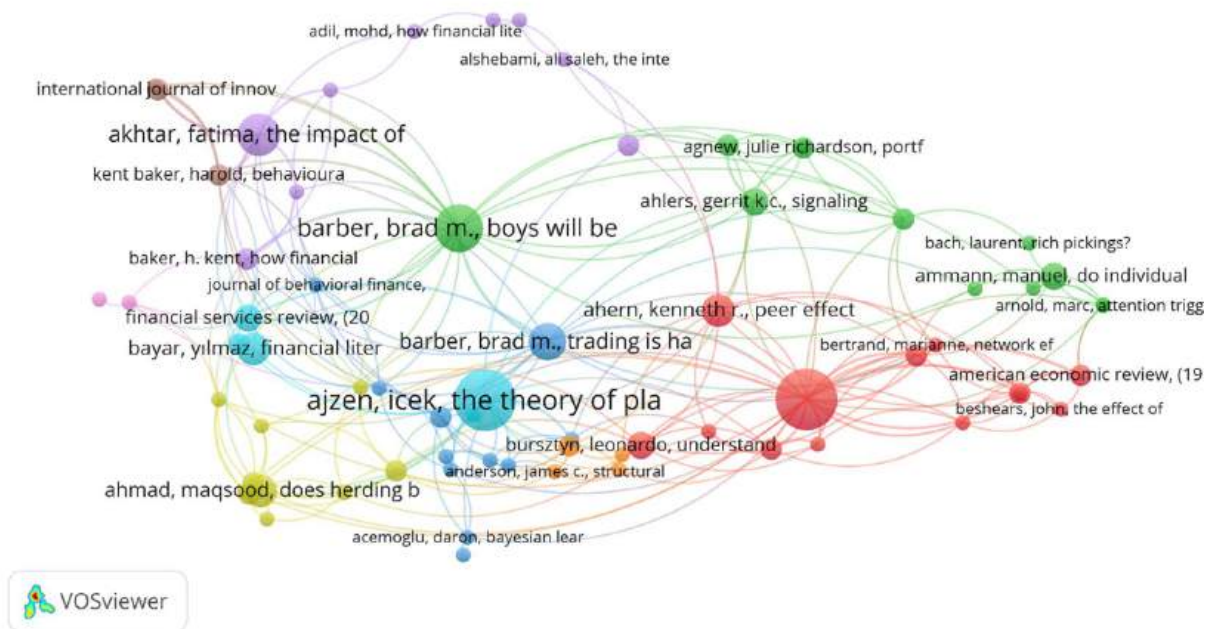 adil, mohd, how financial lite
alshebami, ali saleh, the inte
international journal of innov
akhtar, fatima, the impact of
agnew, julie richardson, portf
kent baker, harold, behavioura
ahlers, gerrit k.c., signaling
barber, brad m., boys will be
bach, laurent, rich pickings?
baker, h. kent, how financial
ammann, manuel, do individual
journal of behavioral finance,
arnold, marc, attention trigg
ahern, kenneth r., peer effect
financial services review, (20
barber, brad m., trading is ha
bertrand, marianne, network ef
bayar, yılmaz, financial liter
american economic review, (19
ajzen, icek, the theory of pla
beshears, john, the effect of
bursztyn, leonardo, understand
anderson, james c., structural
ahmad, maqsood, does herding b
acemoglu, daron, bayesian lear
VOSviewer